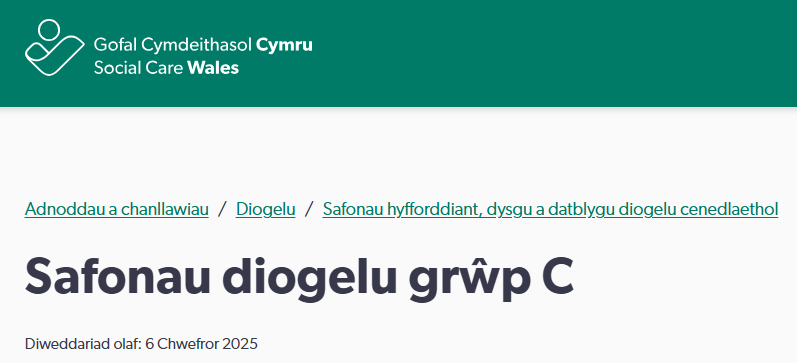 Gofal Cymdeithasol Cymru
Social Care Wales
Adnoddau a chanllawiau / Diogelu / Safonau hyfforddiant, dysgu a datblygu diogelu cenedlaethol
Safonau diogelu grŵp C
Diweddariad olaf: 6 Chwefror 2025